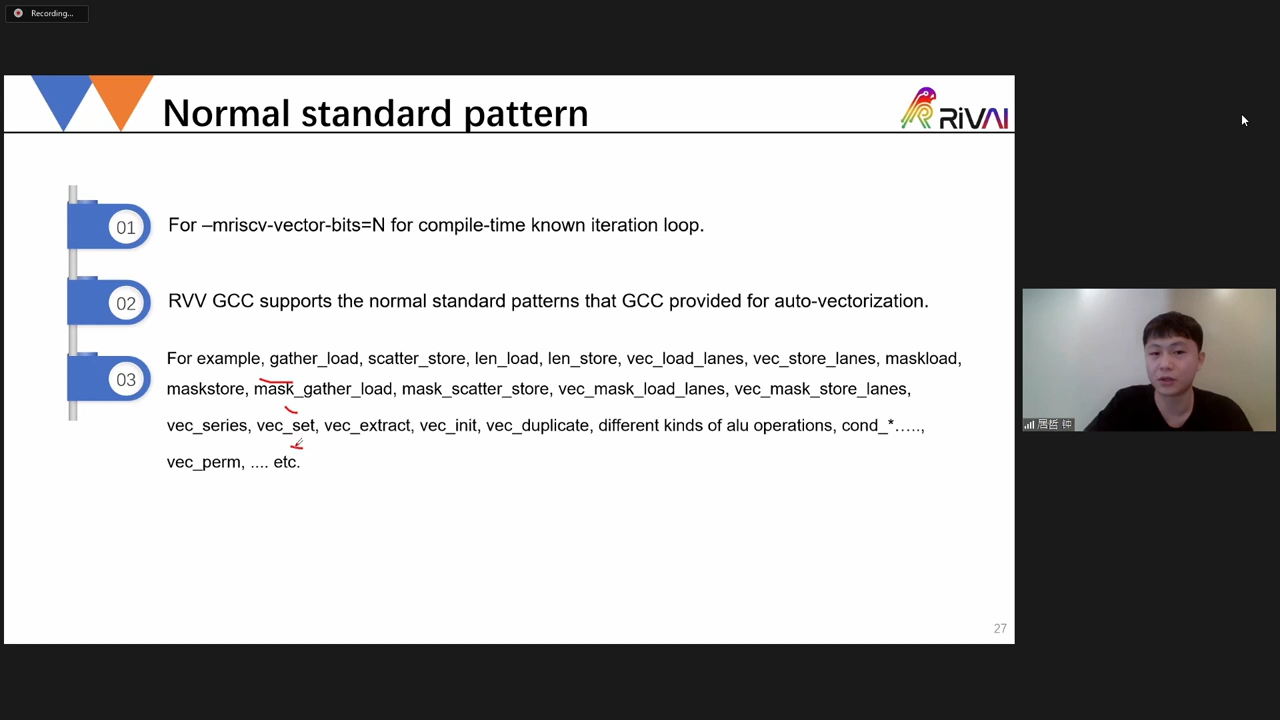 Recording...
Normal standard pattern
RiVAI
01
For –mriscv-vector-bits=N for compile-time known iteration loop.
02
RVV GCC supports the normal standard patterns that GCC provided for auto-vectorization.
03
For example, gather_load, scatter_store, len_load, len_store, vec_load_lanes, vec_store_lanes, maskload,
maskstore, mask_gather_load, mask_scatter_store, vec_mask_load_lanes, vec_mask_store_lanes,
vec_series, vec_set, vec_extract, vec_init, vec_duplicate, different kinds of alu operations, cond_*…..,
vec_perm, .... etc.
27
居哲 钟